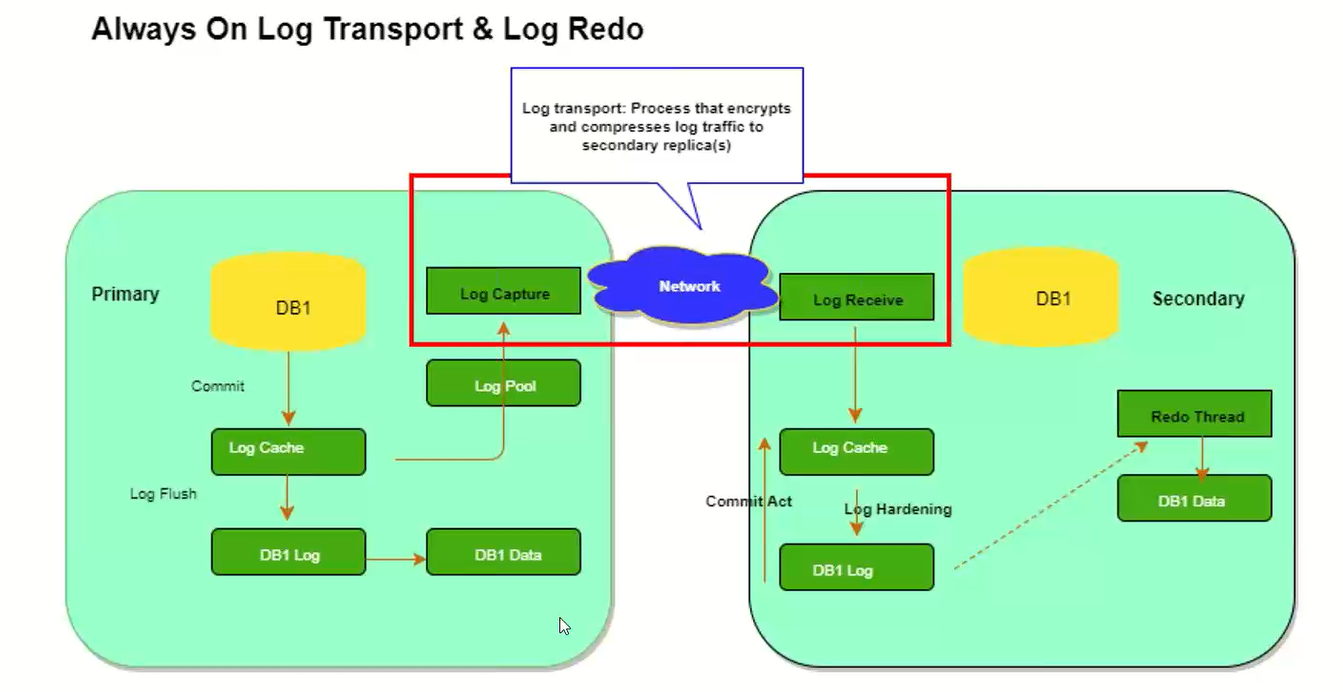 Always On Log Transport & Log Redo
Log transport: Process that encrypts
and compresses log traffic to
secondary replica(s)
Primary
DB1
Log Capture
Network
Log Receive
DB1
Secondary
Commit
Log Pool
Log Cache
Log Flush
DB1 Log
DB1 Data
Log Cache
Commit Act
Log Hardening
DB1 Log
Redo Thread
DB1 Data